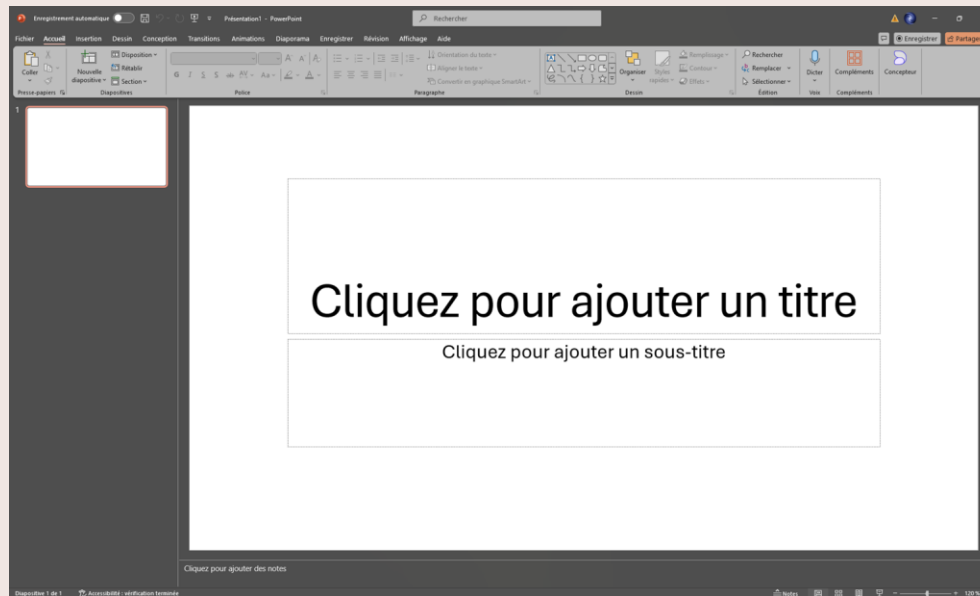 Enregistrement automatique
Présentation1 - PowerPoint
Rechercher
Fichier Accueil Insertion Dessin Conception Transitions Animations Diaporama Enregistrer Révision Affichage Aide
Enregistrer Partager
Coller
Nouvelle diapositive
Disposition
Rétablir
Section
G I S S ab Aa A
Orientation du texte
Aligner le texte
Convertir en graphique SmartArt
Organiser
Styles rapides
Remplissage
Contour
Effets
Rechercher
Remplacer
Sélectionner
Dicter
Compléments
Concepteur
Presse-papiers Diapositives Police Paragraphe Dessin Édition Voix Compléments
1
Cliquez pour ajouter un titre
Cliquez pour ajouter un sous-titre
Cliquez pour ajouter des notes
Diapositive 1 de 1 Accessibilité : vérification terminée Notes